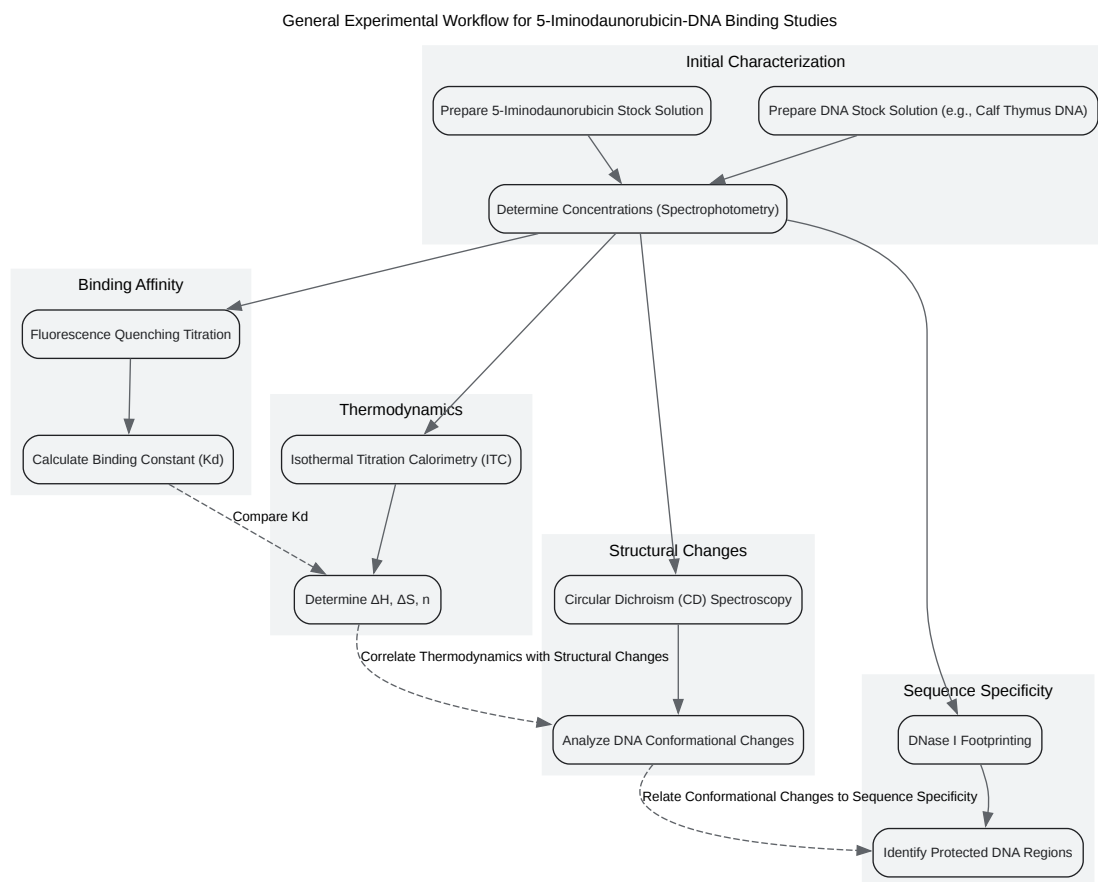 General Experimental Workflow for 5-Iminodaunorubicin-DNA Binding Studies
Initial Characterization
Prepare 5-Iminodaunorubicin Stock Solution
Prepare DNA Stock Solution (e.g., Calf Thymus DNA)
Determine Concentrations (Spectrophotometry)
Binding Affinity
Fluorescence Quenching Titration
Calculate Binding Constant (Kd)
Compare Kd
Thermodynamics
Isothermal Titration Calorimetry (ITC)
Determine ΔH, ΔS, n
Correlate Thermodynamics with Structural Changes
Structural Changes
Circular Dichroism (CD) Spectroscopy
Analyze DNA Conformational Changes
Relate Conformational Changes to Sequence Specificity
Sequence Specificity
DNase I Footprinting
Identify Protected DNA Regions